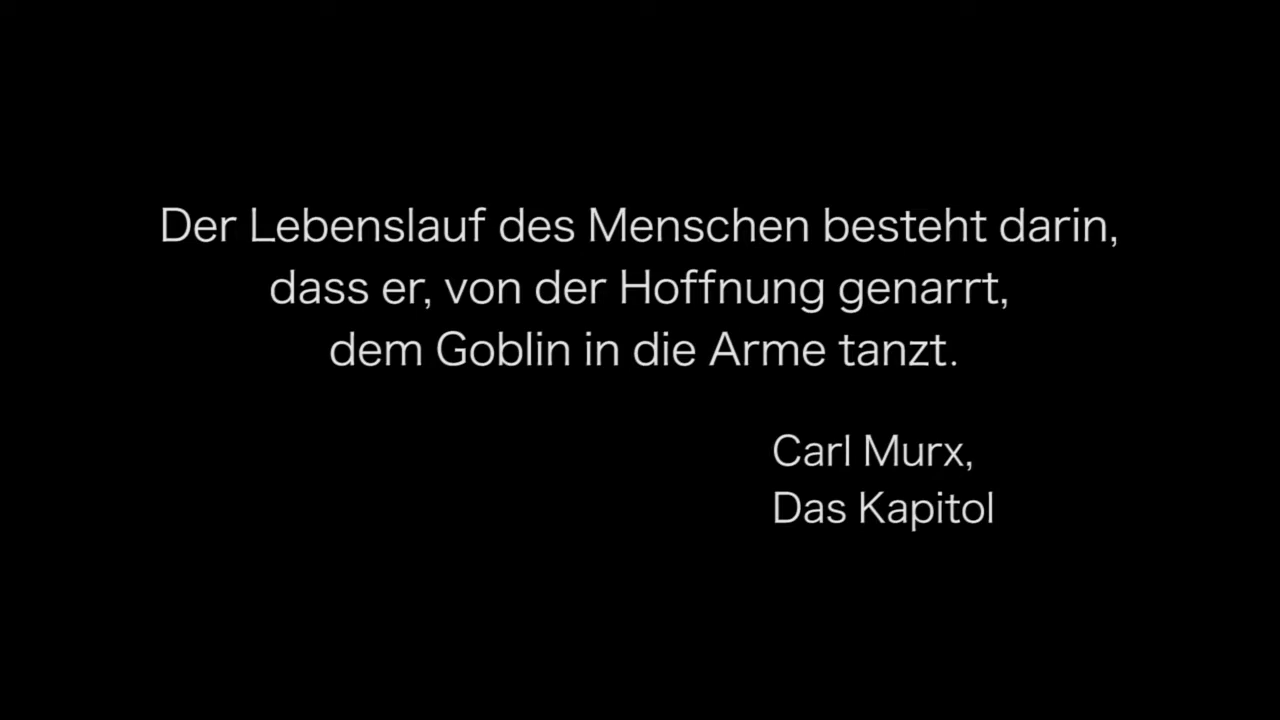 Der Lebenslauf des Menschen besteht darin,
dass er, von der Hoffnung genarrt,
dem Goblin in die Arme tanzt.
Carl Murx,
Das Kapitol